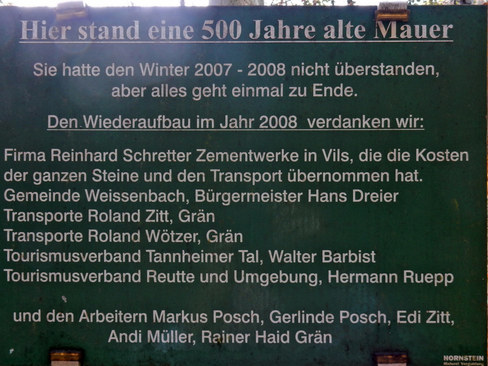 Hier stand eine 500 Jahre alte Mauer
Sie hatte den Winter 2007 - 2008 nicht überstanden,
aber alles geht einmal zu Ende.
Den Wiederaufbau im Jahr 2008 verdanken wir:
Firma Reinhard Schretter Zementwerke in Vils, die die Kosten
der ganzen Steine und den Transport übernommen hat.
Gemeinde Weissenbach, Bürgermeister Hans Dreier
Transporte Roland Zitt, Grän
Transporte Roland Wötzer, Grän
Tourismusverband Tannheimer Tal, Walter Barbist
Tourismusverband Reutte und Umgebung, Hermann Ruepp
und den Arbeitern Markus Posch, Gerlinde Posch, Edi Zitt,
Andi Müller, Rainer Haid Grän
HORNSTEIN